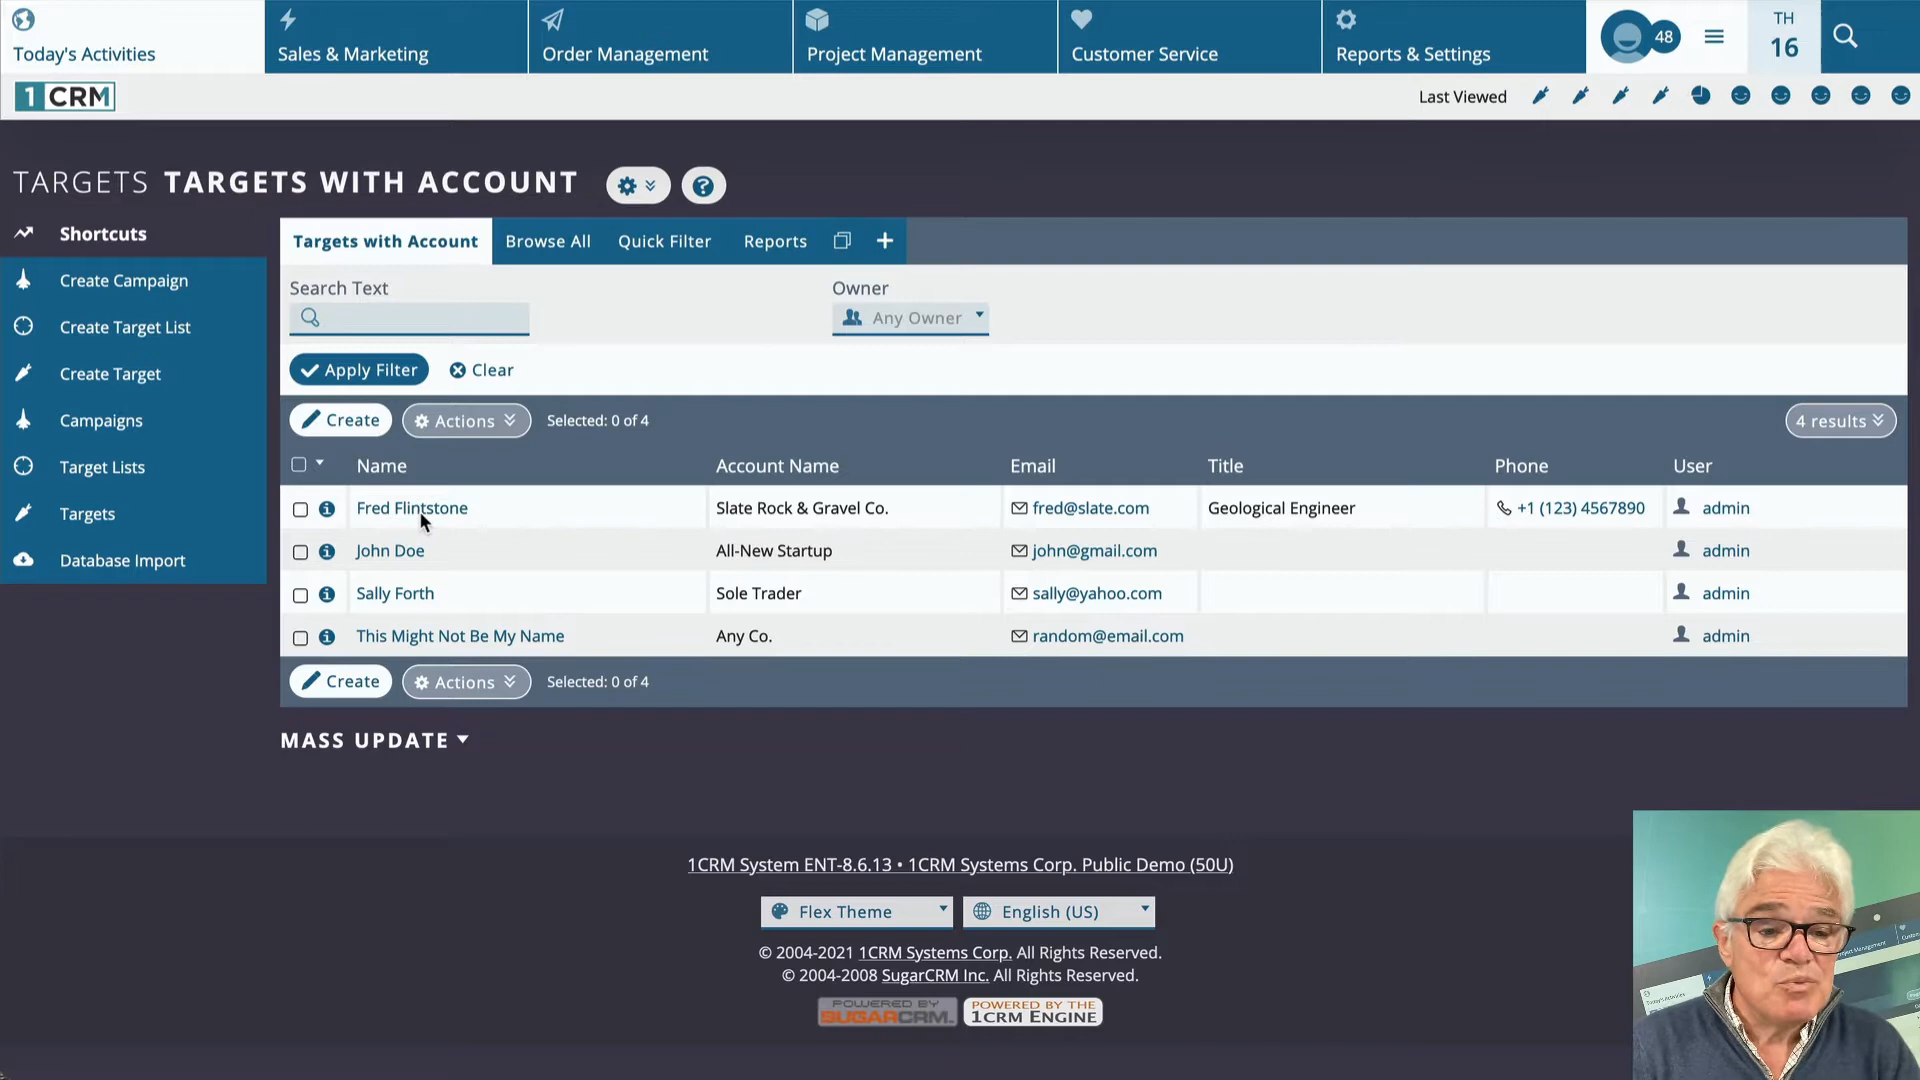 Today's Activities
Sales & Marketing
Order Management
Project Management
Customer Service
Reports & Settings
48
TH
16
1 CRM
Last Viewed
TARGETS TARGETS WITH ACCOUNT
Shortcuts
Create Campaign
Create Target List
Create Target
Campaigns
Target Lists
Targets
Database Import
Targets with Account Browse All Quick Filter Reports
Search Text
Owner
Any Owner
Apply Filter Clear
Create Actions Selected: 0 of 4 4 results
Name Account Name Email Title Phone User
Fred Flintstone Slate Rock & Gravel Co. fred@slate.com Geological Engineer +1 (123) 4567890 admin
John Doe All-New Startup john@gmail.com admin
Sally Forth Sole Trader sally@yahoo.com admin
This Might Not Be My Name Any Co. random@email.com admin
Create Actions Selected: 0 of 4
MASS UPDATE
1CRM System ENT-8.6.13 • 1CRM Systems Corp. Public Demo (50U)
Flex Theme English (US)
© 2004-2021 1CRM Systems Corp. All Rights Reserved.
© 2004-2008 SugarCRM Inc. All Rights Reserved.
POWERED BY
SUGARCRM.
POWERED BY THE
1CRM ENGINE
Project Management
Today's Activities